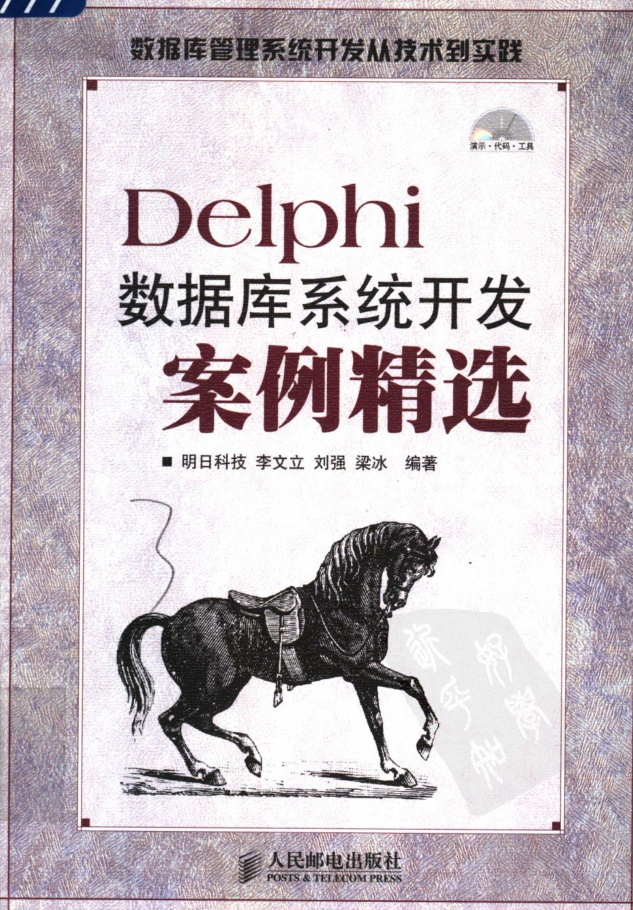 数据库管理系统开发从技术到实践
演示·代码·工具
Delphi
数据库系统开发
案例精选
■ 明日科技 李文立 刘强 梁冰 编著
人民邮电出版社
POSTS & TELECOM PRESS